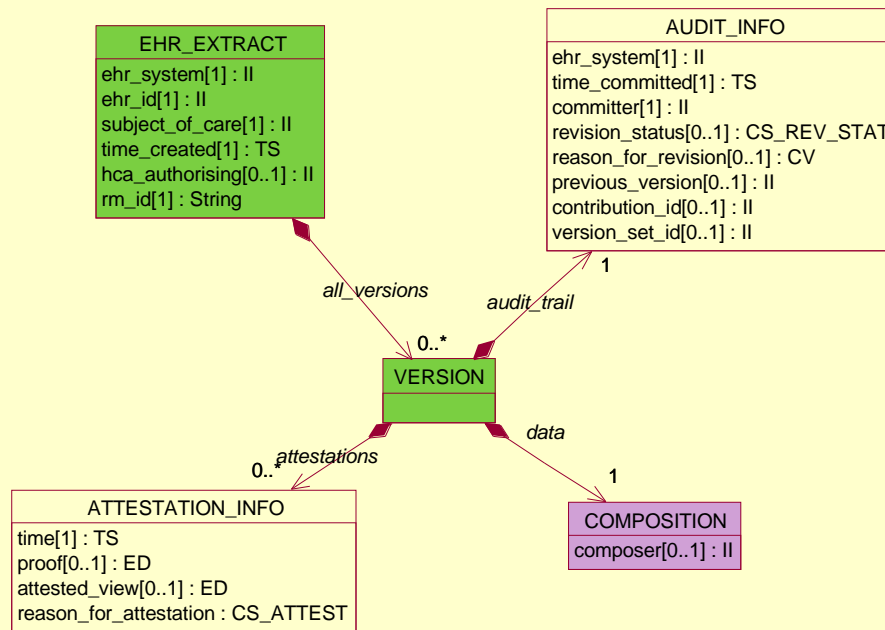 EHR_EXTRACT
ehr_system[1] : II
ehr_id[1] : II
subject_of_care[1] : II
time_created[1] : TS
hca_authorising[0..1] : II
rm_id[1] : String
AUDIT_INFO
ehr_system[1] : II
time_committed[1] : TS
committer[1] : II
revision_status[0..1] : CS_REV_STAT
reason_for_revision[0..1] : CV
previous_version[0..1] : II
contribution_id[0..1] : II
version_set_id[0..1] : II
1
all_versions
audit_trail
0..*
VERSION
data
attestations
0..*
1
ATTESTATION_INFO
time[1] : TS
proof[0..1] : ED
attested_view[0..1] : ED
reason_for_attestation : CS_ATTEST
COMPOSITION
composer[0..1] : II